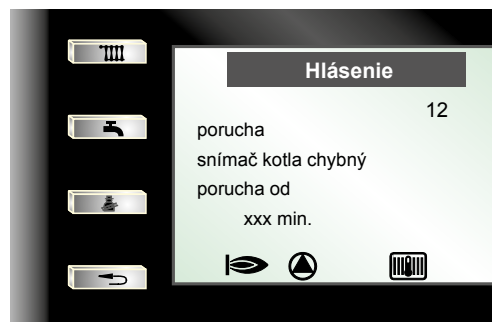 Hlásenie
12
porucha
snímač kotla chybný
porucha od
xxx min.